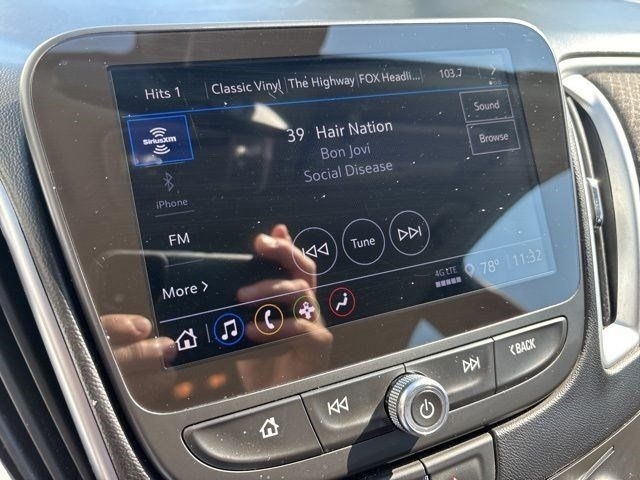 Hits 1 Classic Vinyl The Highway FOX Headli... 103.7
SiriusXM
39 Hair Nation
Bon Jovi
Social Disease
Sound
Browse
iPhone
FM
Tune
More >
4G LTE 78° 11:32
BACK